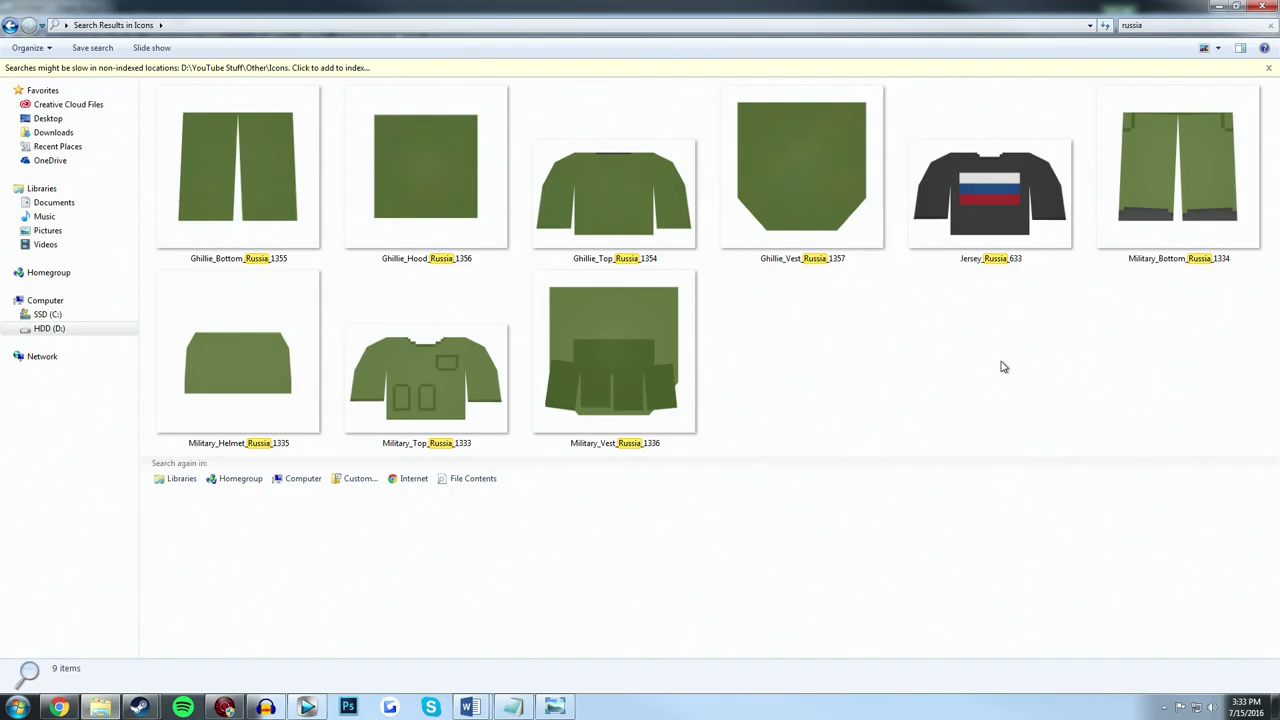 Search Results in Icons
russia
Organize
Save search
Slide show
Searches might be slow in non-indexed locations: D:\YouTube Stuff\Other\Icons. Click to add to index...
Favorites
Creative Cloud Files
Desktop
Downloads
Recent Places
OneDrive
Libraries
Documents
Music
Pictures
Videos
Homegroup
Computer
SSD (C:)
HDD (D:)
Network
Ghillie_Bottom_Russia_1355
Ghillie_Hood_Russia_1356
Ghillie_Top_Russia_1354
Ghillie_Vest_Russia_1357
Jersey_Russia_633
Military_Bottom_Russia_1334
Military_Helmet_Russia_1335
Military_Top_Russia_1333
Military_Vest_Russia_1336
Search again in:
Libraries
Homegroup
Computer
Custom...
Internet
File Contents
9 items
Ps
W
3:33 PM
7/15/2016